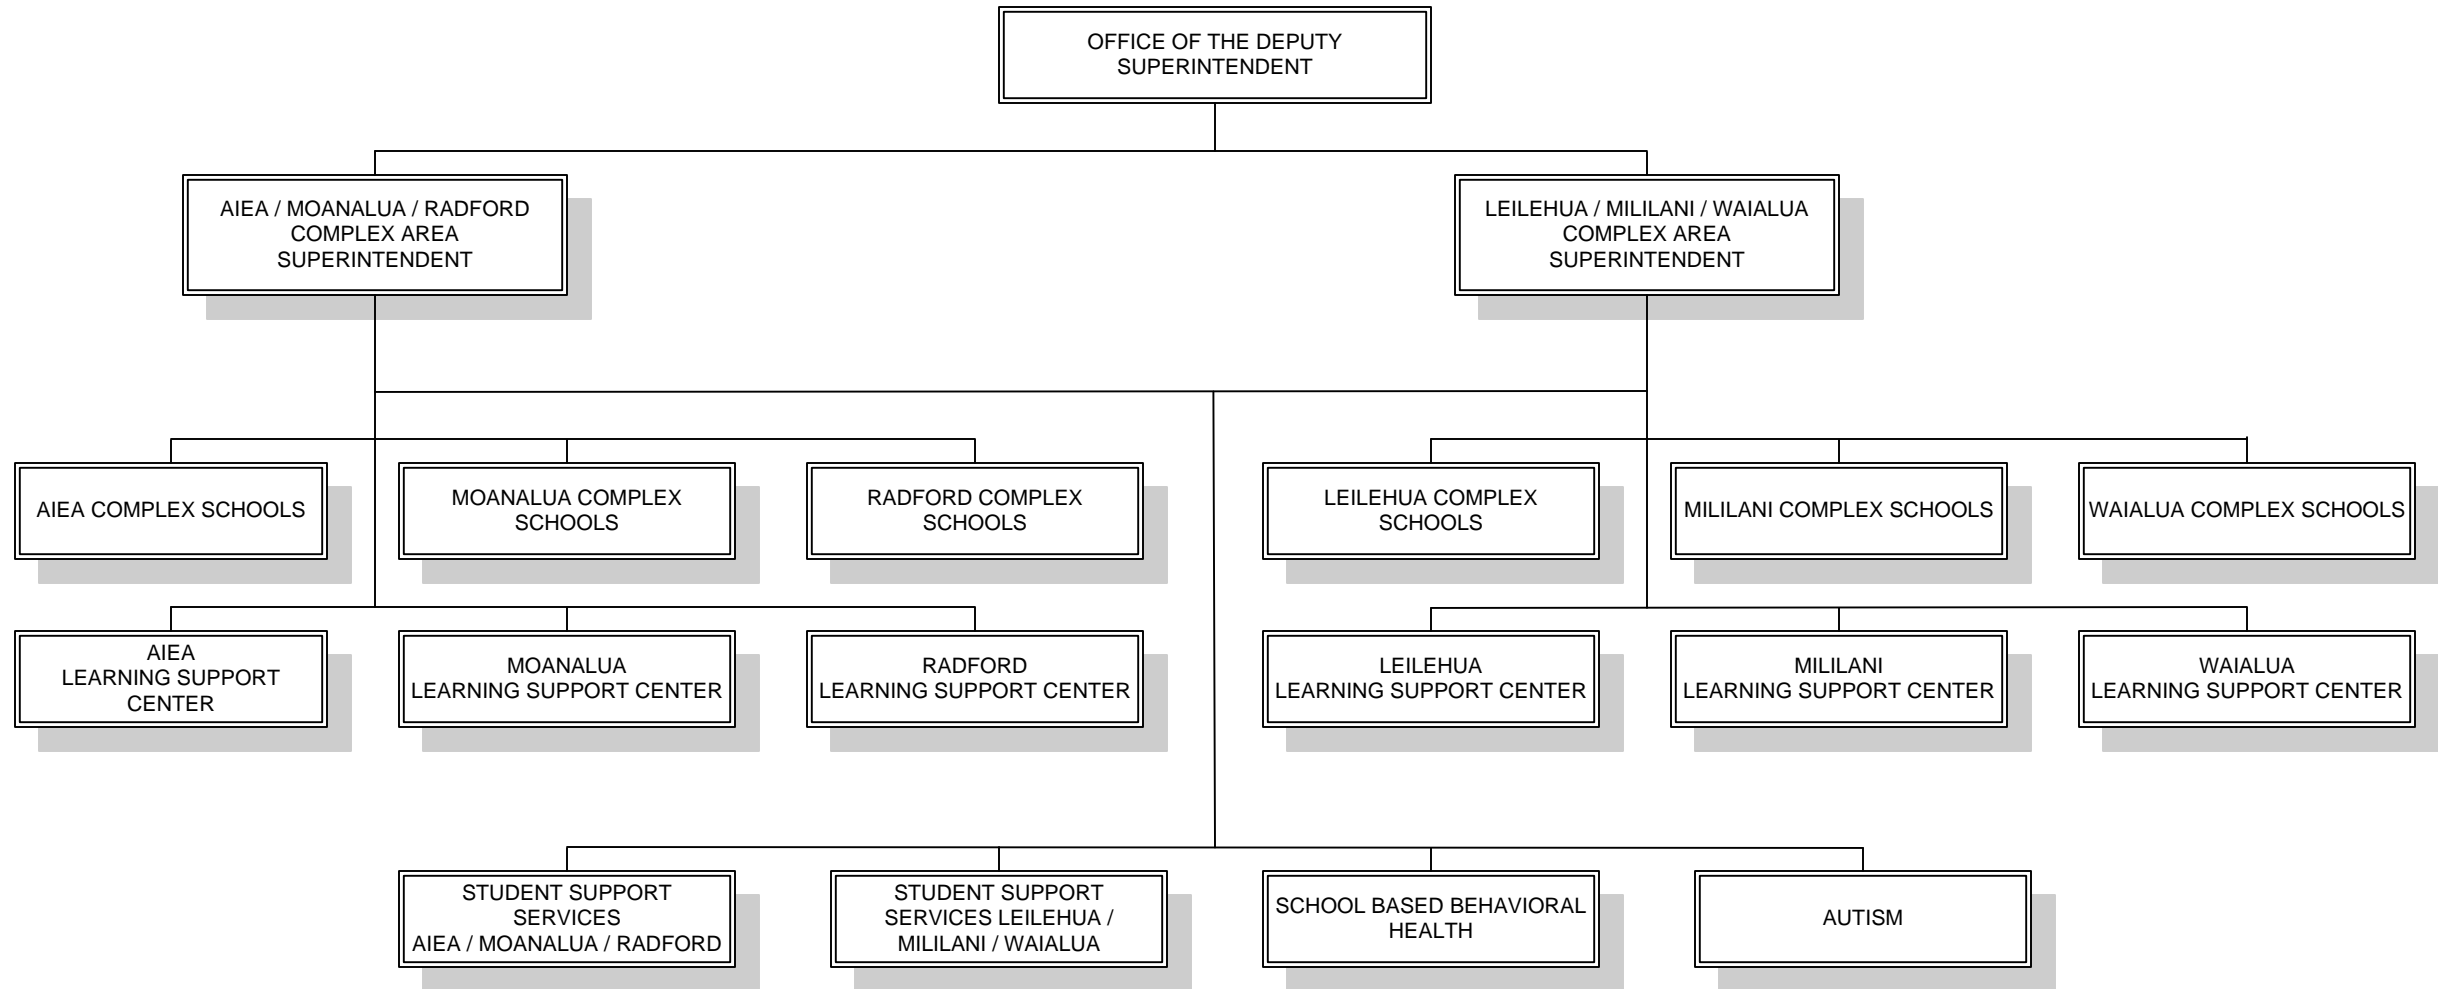 OFFICE OF THE DEPUTY
SUPERINTENDENT
AIEA / MOANALUA / RADFORD
COMPLEX AREA
SUPERINTENDENT
LEILEHUA / MILILANI / WAIALUA
COMPLEX AREA
SUPERINTENDENT
AIEA COMPLEX SCHOOLS
MOANALUA COMPLEX
SCHOOLS
RADFORD COMPLEX
SCHOOLS
LEILEHUA COMPLEX
SCHOOLS
MILILANI COMPLEX SCHOOLS
WAIALUA COMPLEX SCHOOLS
AIEA
LEARNING SUPPORT
CENTER
MOANALUA
LEARNING SUPPORT CENTER
RADFORD
LEARNING SUPPORT CENTER
LEILEHUA
LEARNING SUPPORT CENTER
MILILANI
LEARNING SUPPORT CENTER
WAIALUA
LEARNING SUPPORT CENTER
STUDENT SUPPORT
SERVICES
AIEA / MOANALUA / RADFORD
STUDENT SUPPORT
SERVICES LEILEHUA /
MILILANI / WAIALUA
SCHOOL BASED BEHAVIORAL
HEALTH
AUTISM